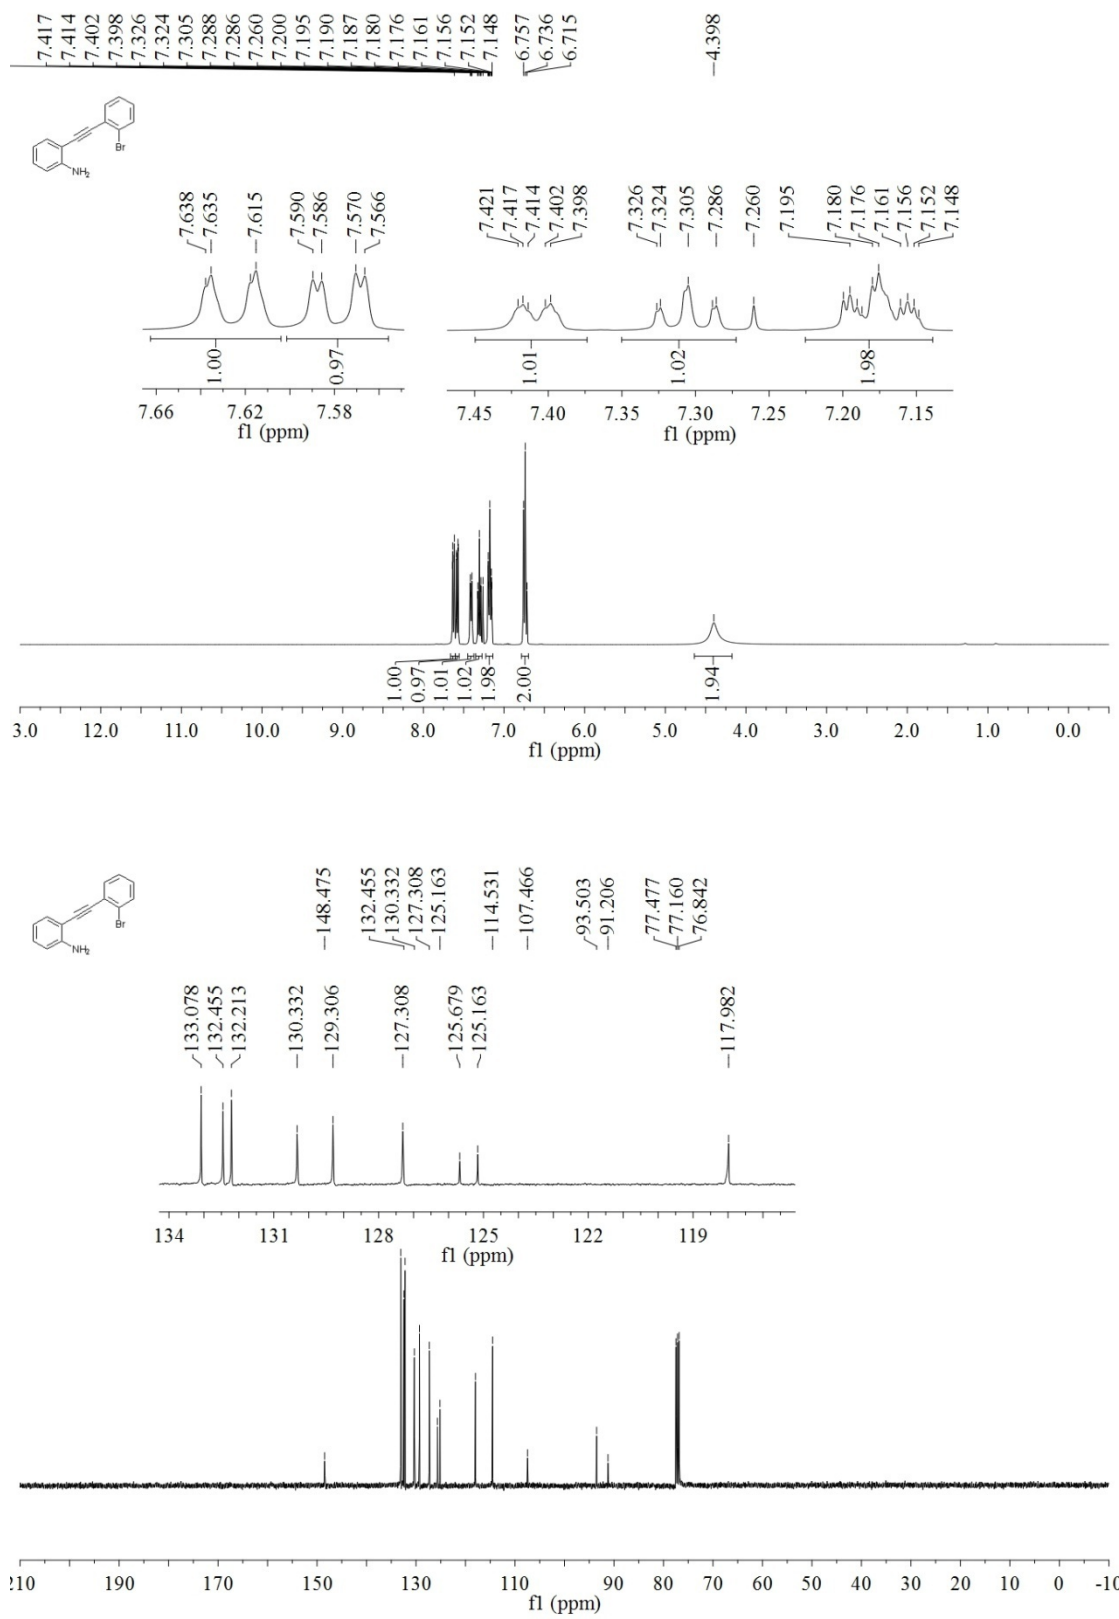 7.417 7.414 7.402 7.398 7.326 7.324 7.305 7.288 7.286 7.260 7.200 7.195 7.190 7.187 7.180 7.176 7.161 7.156 7.152 7.148 6.757 6.736 6.715 4.398
Br
NH2
7.638 7.635 7.615 7.590 7.586 7.570 7.566 7.421 7.417 7.414 7.402 7.398 7.326 7.324 7.305 7.286 7.260 7.195 7.180 7.176 7.161 7.156 7.152 7.148
1.00 0.97 1.01 1.02 1.98
7.66 7.62 7.58 7.45 7.40 7.35 7.30 7.25 7.20 7.15
f1 (ppm) f1 (ppm)
1.00 0.97 1.01 1.02 1.98 2.00 1.94
3.0 12.0 11.0 10.0 9.0 8.0 7.0 6.0 5.0 4.0 3.0 2.0 1.0 0.0
f1 (ppm)
148.475 132.455 130.332 127.308 125.163 114.531 107.466 93.503 91.206 77.477 77.160 76.842
Br
NH2
133.078 132.455 132.213 130.332 129.306 127.308 125.679 125.163 117.982
134 131 128 125 122 119
f1 (ppm)
210 190 170 150 130 110 100 90 80 70 60 50 40 30 20 10 0 -10
f1 (ppm)